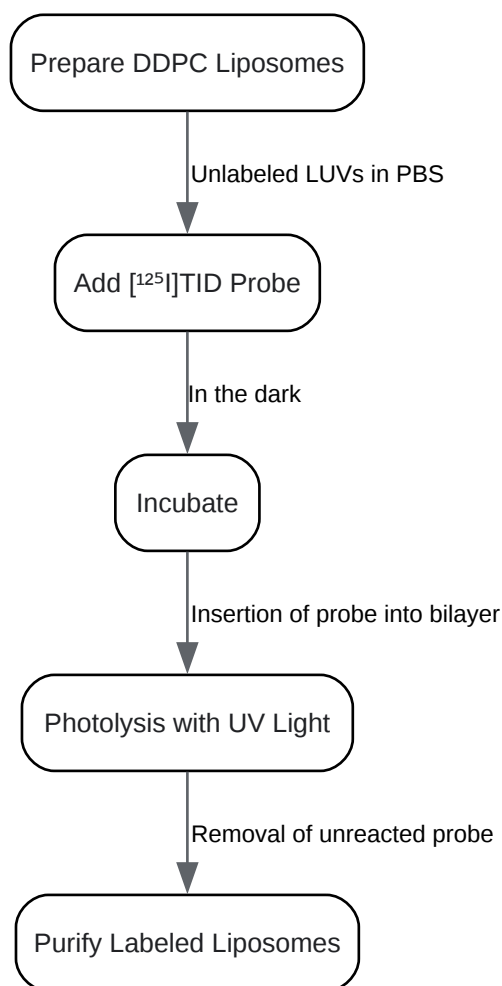 Prepare DDPC Liposomes
Unlabeled LUVs in PBS
Add [¹²⁵I]TID Probe
In the dark
Incubate
Insertion of probe into bilayer
Photolysis with UV Light
Removal of unreacted probe
Purify Labeled Liposomes